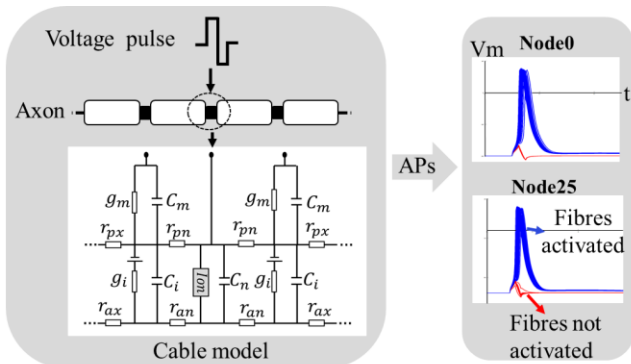 Voltage pulse
Axon
g_m C_m g_m C_m
r_px r_pn r_pn r_px
g_i C_i Ion C_n g_i C_i
r_ax r_an r_an r_ax
Cable model
APs
Vm Node0
t
Node25
Fibres
activated
Fibres not
activated